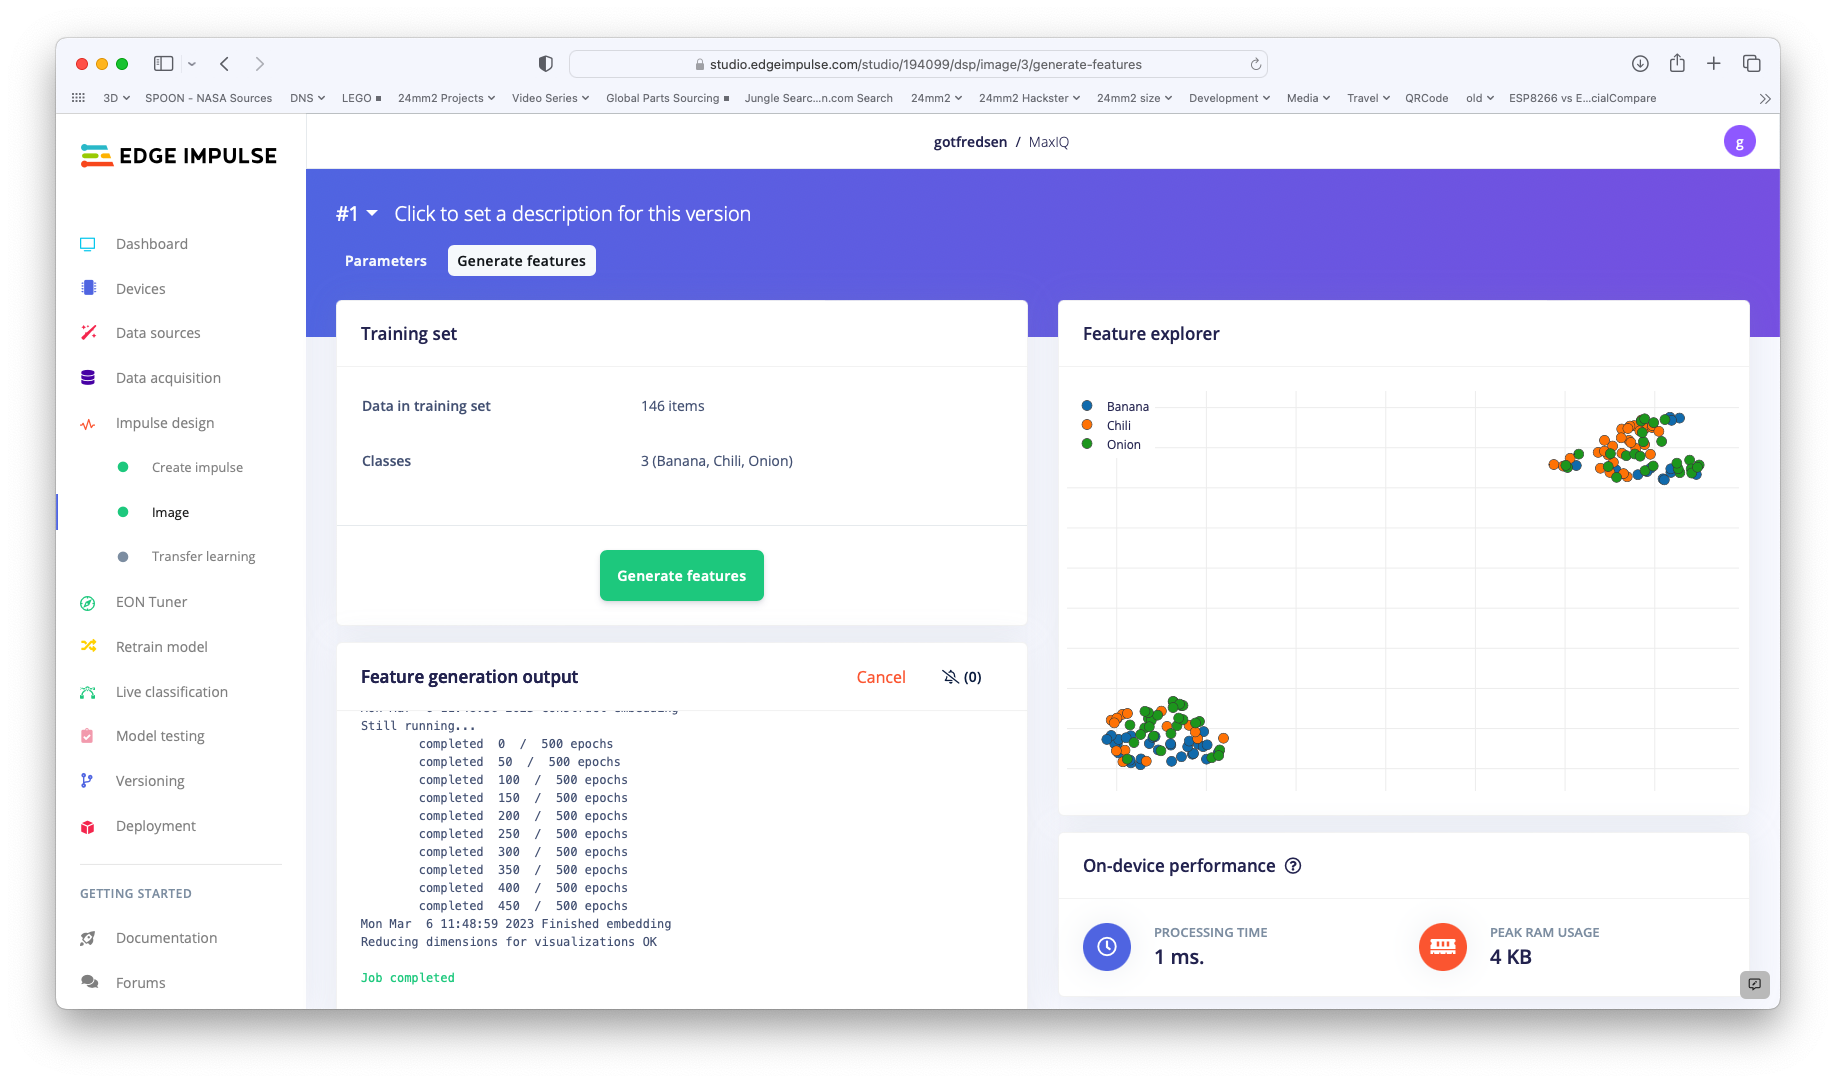 studio.edgeimpulse.com/studio/194099/dsp/image/3/generate-features
3D SPOON - NASA Sources DNS LEGO 24mm2 Projects Video Series Global Parts Sourcing Jungle Searc...n.com Search 24mm2 24mm2 Hackster 24mm2 size Development Media Travel QRCode old ESP8266 vs E...cialCompare
EDGE IMPULSE
gotfredsen / MaxIQ
g
#1 Click to set a description for this version
Parameters Generate features
Dashboard
Devices
Data sources
Data acquisition
Impulse design
Create impulse
Image
Transfer learning
EON Tuner
Retrain model
Live classification
Model testing
Versioning
Deployment
GETTING STARTED
Documentation
Forums
Training set
Data in training set 146 items
Classes 3 (Banana, Chili, Onion)
Generate features
Feature generation output Cancel (0)
Still running...
completed 0 / 500 epochs
completed 50 / 500 epochs
completed 100 / 500 epochs
completed 150 / 500 epochs
completed 200 / 500 epochs
completed 250 / 500 epochs
completed 300 / 500 epochs
completed 350 / 500 epochs
completed 400 / 500 epochs
completed 450 / 500 epochs
Mon Mar 6 11:48:59 2023 Finished embedding
Reducing dimensions for visualizations OK
Job completed
Feature explorer
Banana
Chili
Onion
On-device performance ?
PROCESSING TIME
1 ms.
PEAK RAM USAGE
4 KB